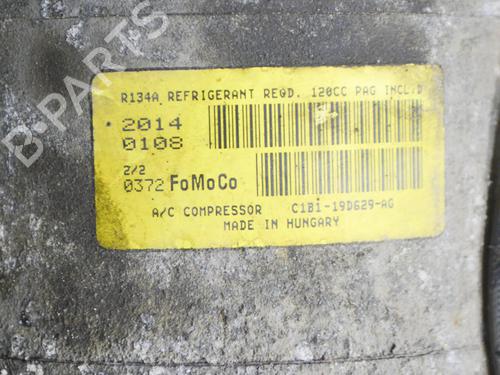 R134A REFRIGERANT REQD. 120CC PAG INCL'D
2014
0108
2/2
0372 FoMoCo
A/C COMPRESSOR C1B1-19D629-AG
MADE IN HUNGARY
B-PARTS